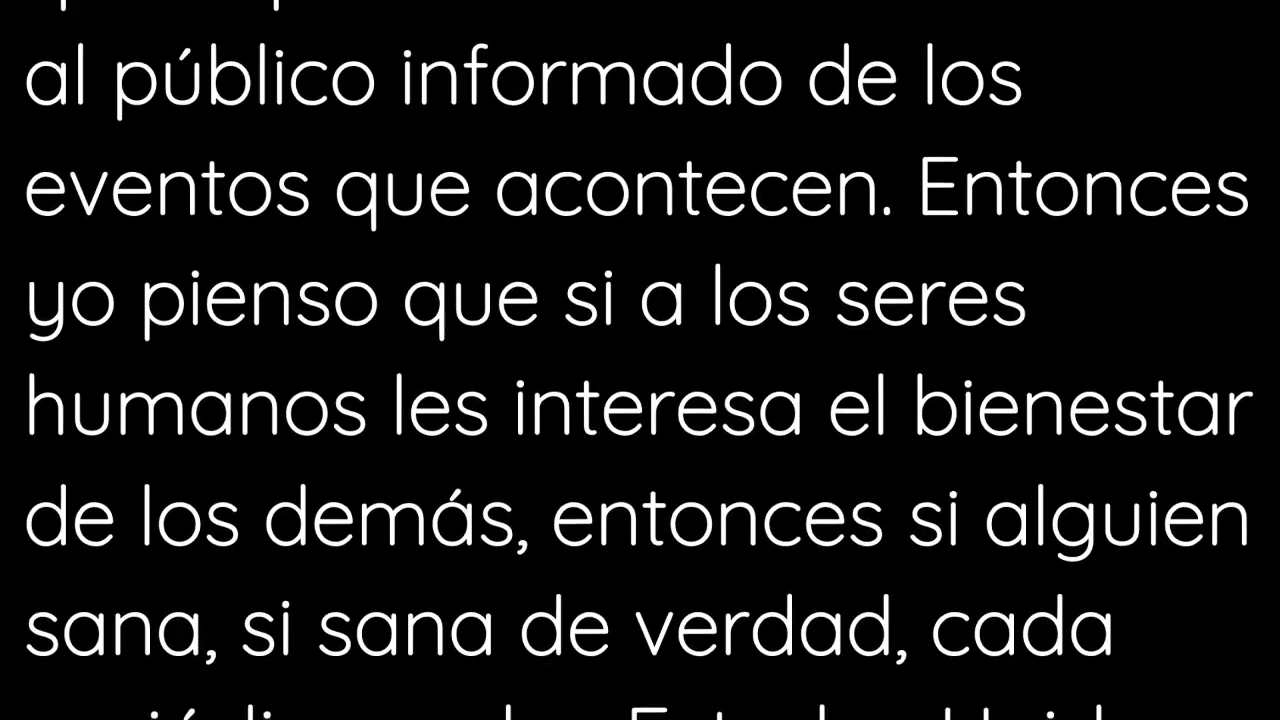 al público informado de los
eventos que acontecen. Entonces
yo pienso que si a los seres
humanos les interesa el bienestar
de los demás, entonces si alguien
sana, si sana de verdad, cada